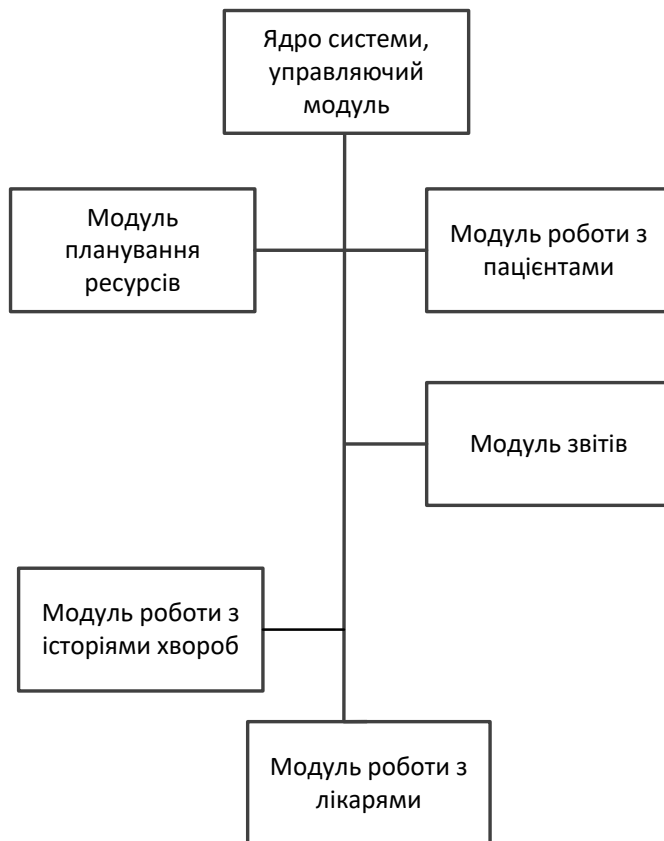 Ядро системи,
управляючий
модуль
Модуль
планування
ресурсів
Модуль роботи з
пацієнтами
Модуль звітів
Модуль роботи з
історіями хвороб
Модуль роботи з
лікарями